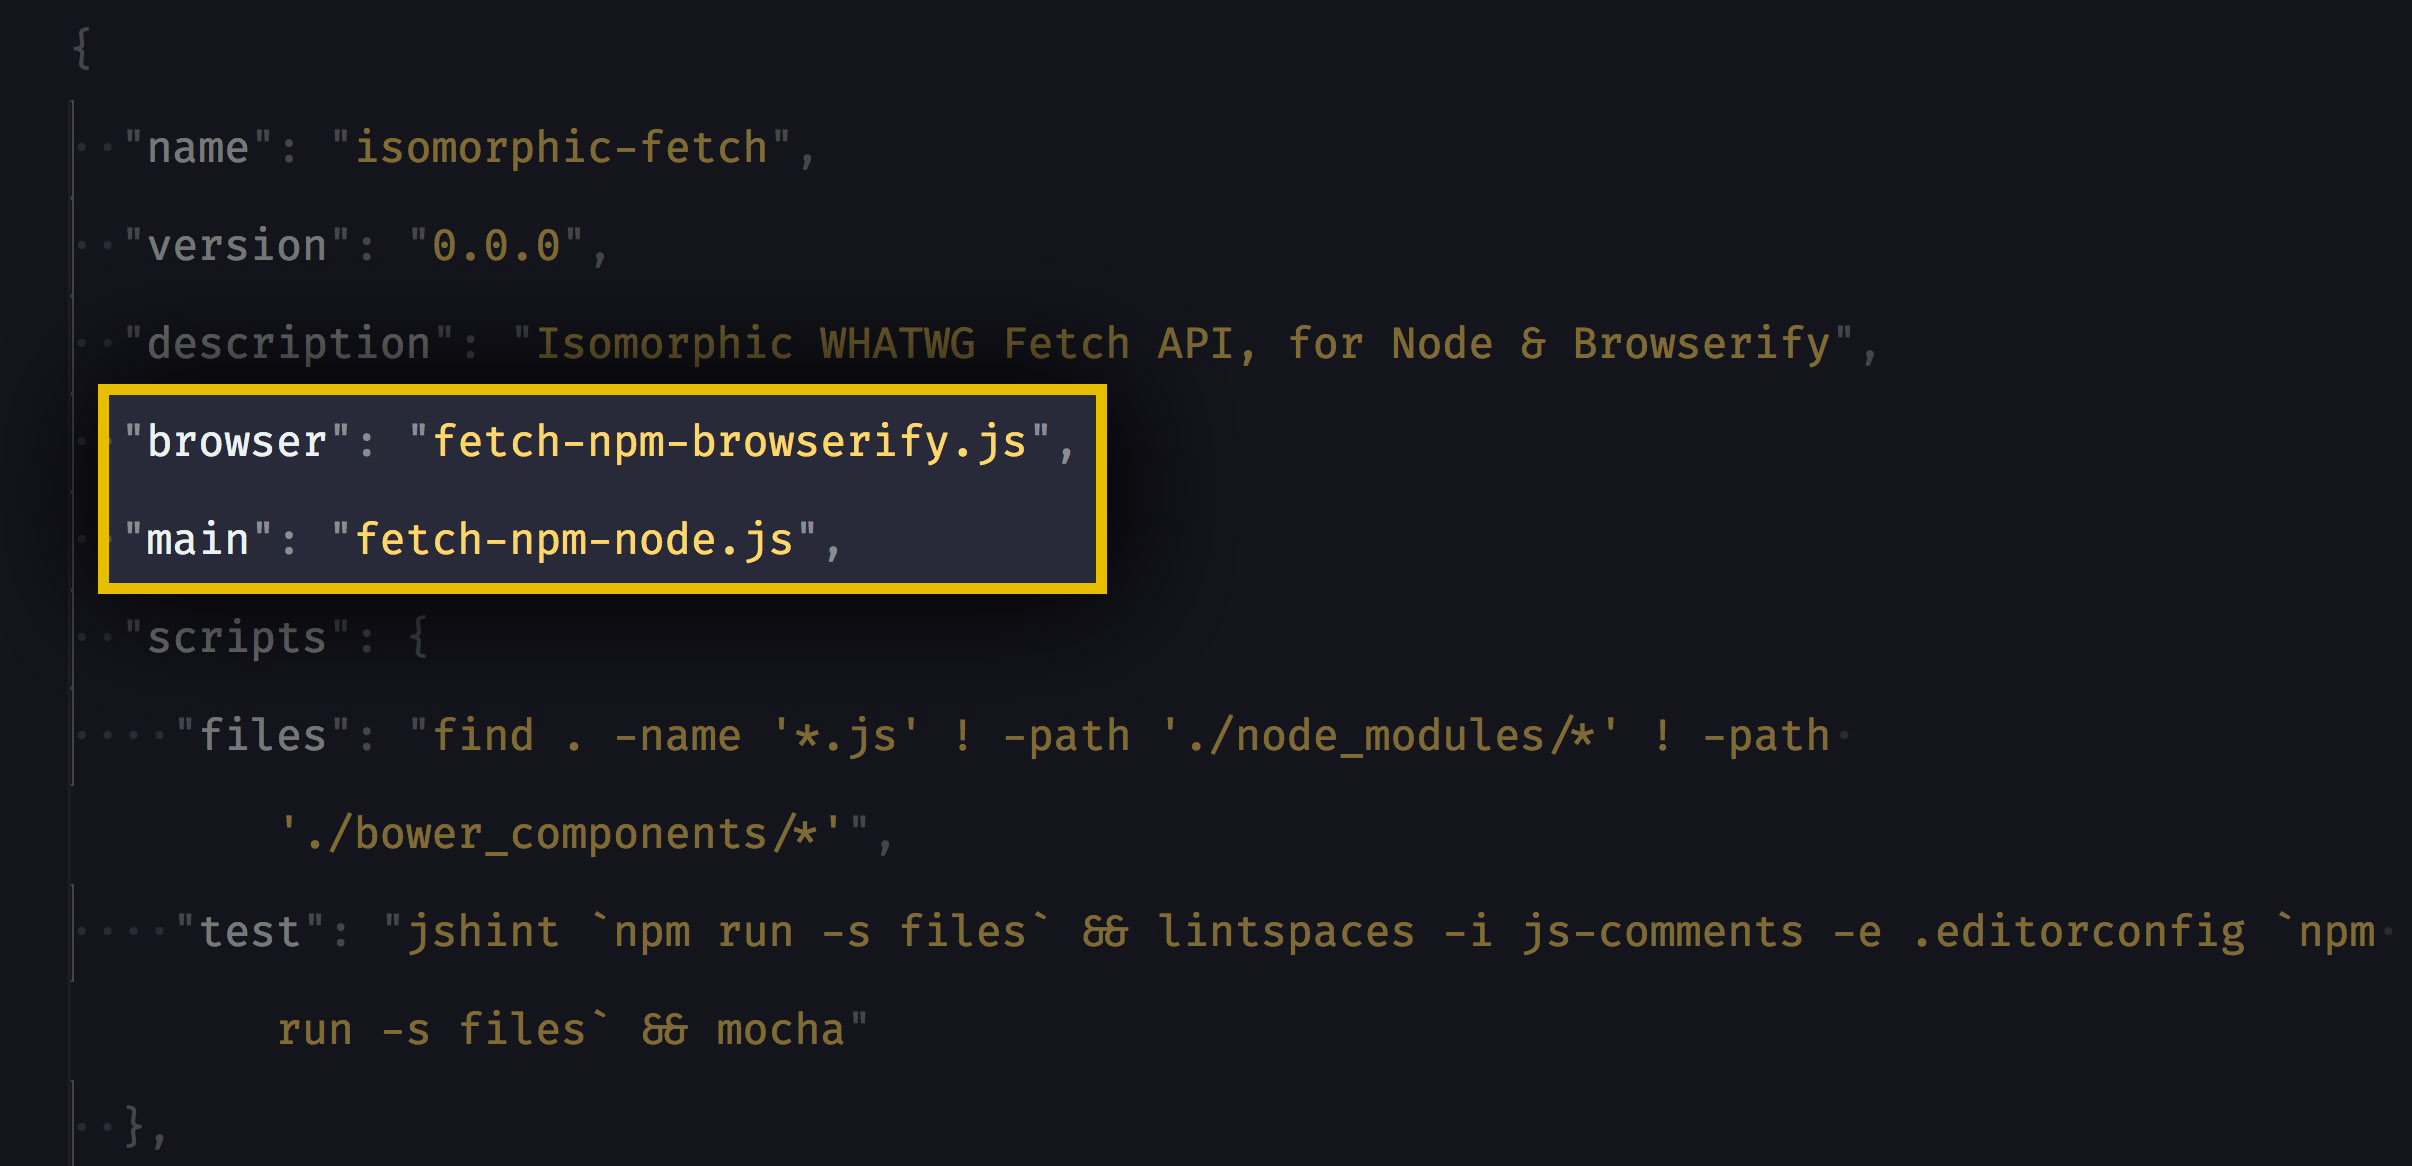 {
"name": "isomorphic-fetch",
"version": "0.0.0",
"description": "Isomorphic WHATWG Fetch API, for Node & Browserify",
"browser": "fetch-npm-browserify.js",
"main": "fetch-npm-node.js",
"scripts": {
"files": "find . -name '*.js' ! -path './node_modules/*' ! -path
'./bower_components/*'",
"test": "jshint `npm run -s files` && lintspaces -i js-comments -e .editorconfig `npm
run -s files` && mocha"
},